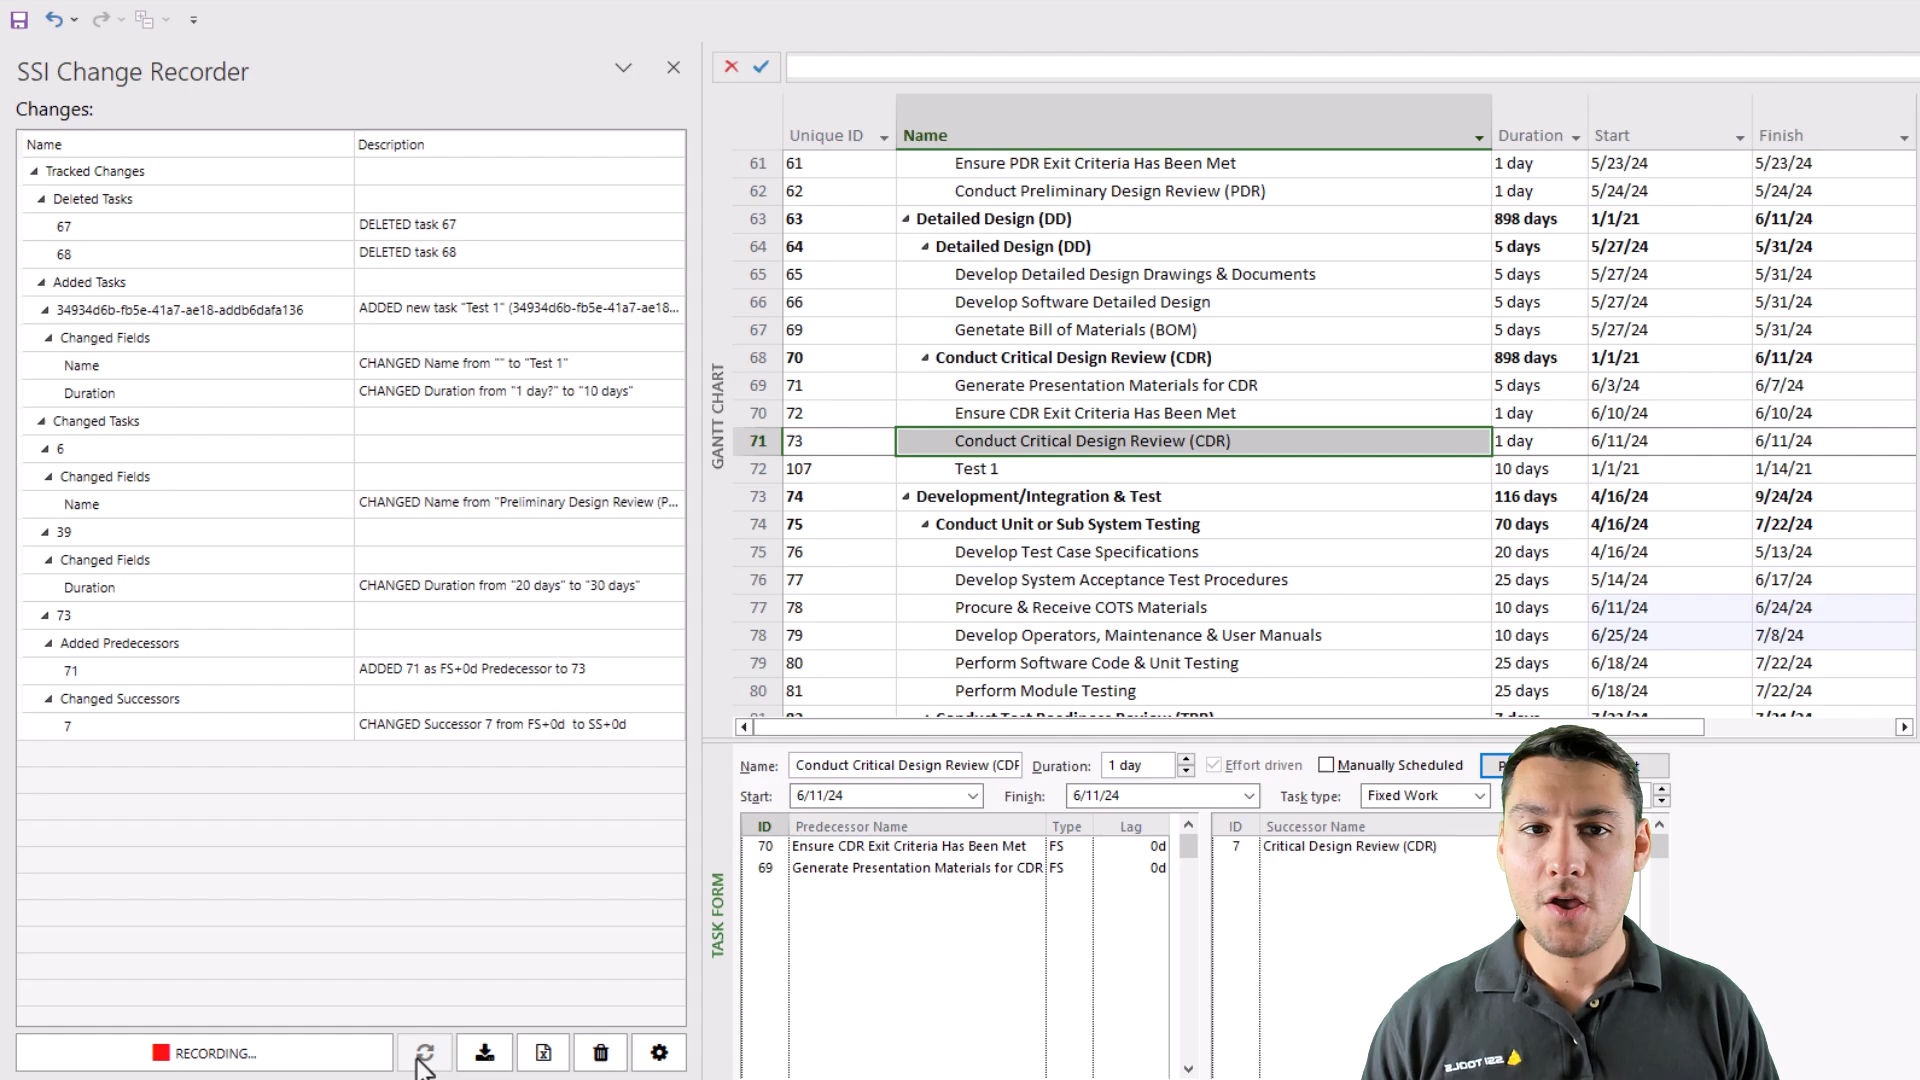 SSI Change Recorder
Changes:
Name Description
Tracked Changes
Deleted Tasks
67 DELETED task 67
68 DELETED task 68
Added Tasks
34934d6b-fb5e-41a7-ae18-addb6dafa136 ADDED new task "Test 1" (34934d6b-fb5e-41a7-ae18...
Changed Fields
Name CHANGED Name from "" to "Test 1"
Duration CHANGED Duration from "1 day?" to "10 days"
Changed Tasks
6
Changed Fields
Name CHANGED Name from "Preliminary Design Review (P...
39
Changed Fields
Duration CHANGED Duration from "20 days" to "30 days"
73
Added Predecessors
71 ADDED 71 as FS+0d Predecessor to 73
Changed Successors
7 CHANGED Successor 7 from FS+0d to SS+0d
RECORDING...
Unique ID Name Duration Start Finish
61 61 Ensure PDR Exit Criteria Has Been Met 1 day 5/23/24 5/23/24
62 62 Conduct Preliminary Design Review (PDR) 1 day 5/24/24 5/24/24
63 63 Detailed Design (DD) 898 days 1/1/21 6/11/24
64 64 Detailed Design (DD) 5 days 5/27/24 5/31/24
65 65 Develop Detailed Design Drawings & Documents 5 days 5/27/24 5/31/24
66 66 Develop Software Detailed Design 5 days 5/27/24 5/31/24
67 69 Genetate Bill of Materials (BOM) 5 days 5/27/24 5/31/24
68 70 Conduct Critical Design Review (CDR) 898 days 1/1/21 6/11/24
69 71 Generate Presentation Materials for CDR 5 days 6/3/24 6/7/24
70 72 Ensure CDR Exit Criteria Has Been Met 1 day 6/10/24 6/10/24
71 73 Conduct Critical Design Review (CDR) 1 day 6/11/24 6/11/24
72 107 Test 1 10 days 1/1/21 1/14/21
73 74 Development/Integration & Test 116 days 4/16/24 9/24/24
74 75 Conduct Unit or Sub System Testing 70 days 4/16/24 7/22/24
75 76 Develop Test Case Specifications 20 days 4/16/24 5/13/24
76 77 Develop System Acceptance Test Procedures 25 days 5/14/24 6/17/24
77 78 Procure & Receive COTS Materials 10 days 6/11/24 6/24/24
78 79 Develop Operators, Maintenance & User Manuals 10 days 6/25/24 7/8/24
79 80 Perform Software Code & Unit Testing 25 days 6/18/24 7/22/24
80 81 Perform Module Testing 25 days 6/18/24 7/22/24
GANTT CHART
Name: Conduct Critical Design Review (CDR Duration: 1 day Effort driven Manually Scheduled
Start: 6/11/24 Finish: 6/11/24 Task type: Fixed Work
ID Predecessor Name Type Lag ID Successor Name
70 Ensure CDR Exit Criteria Has Been Met FS 0d 7 Critical Design Review (CDR)
69 Generate Presentation Materials for CDR FS 0d
TASK FORM
SSI TOOLS